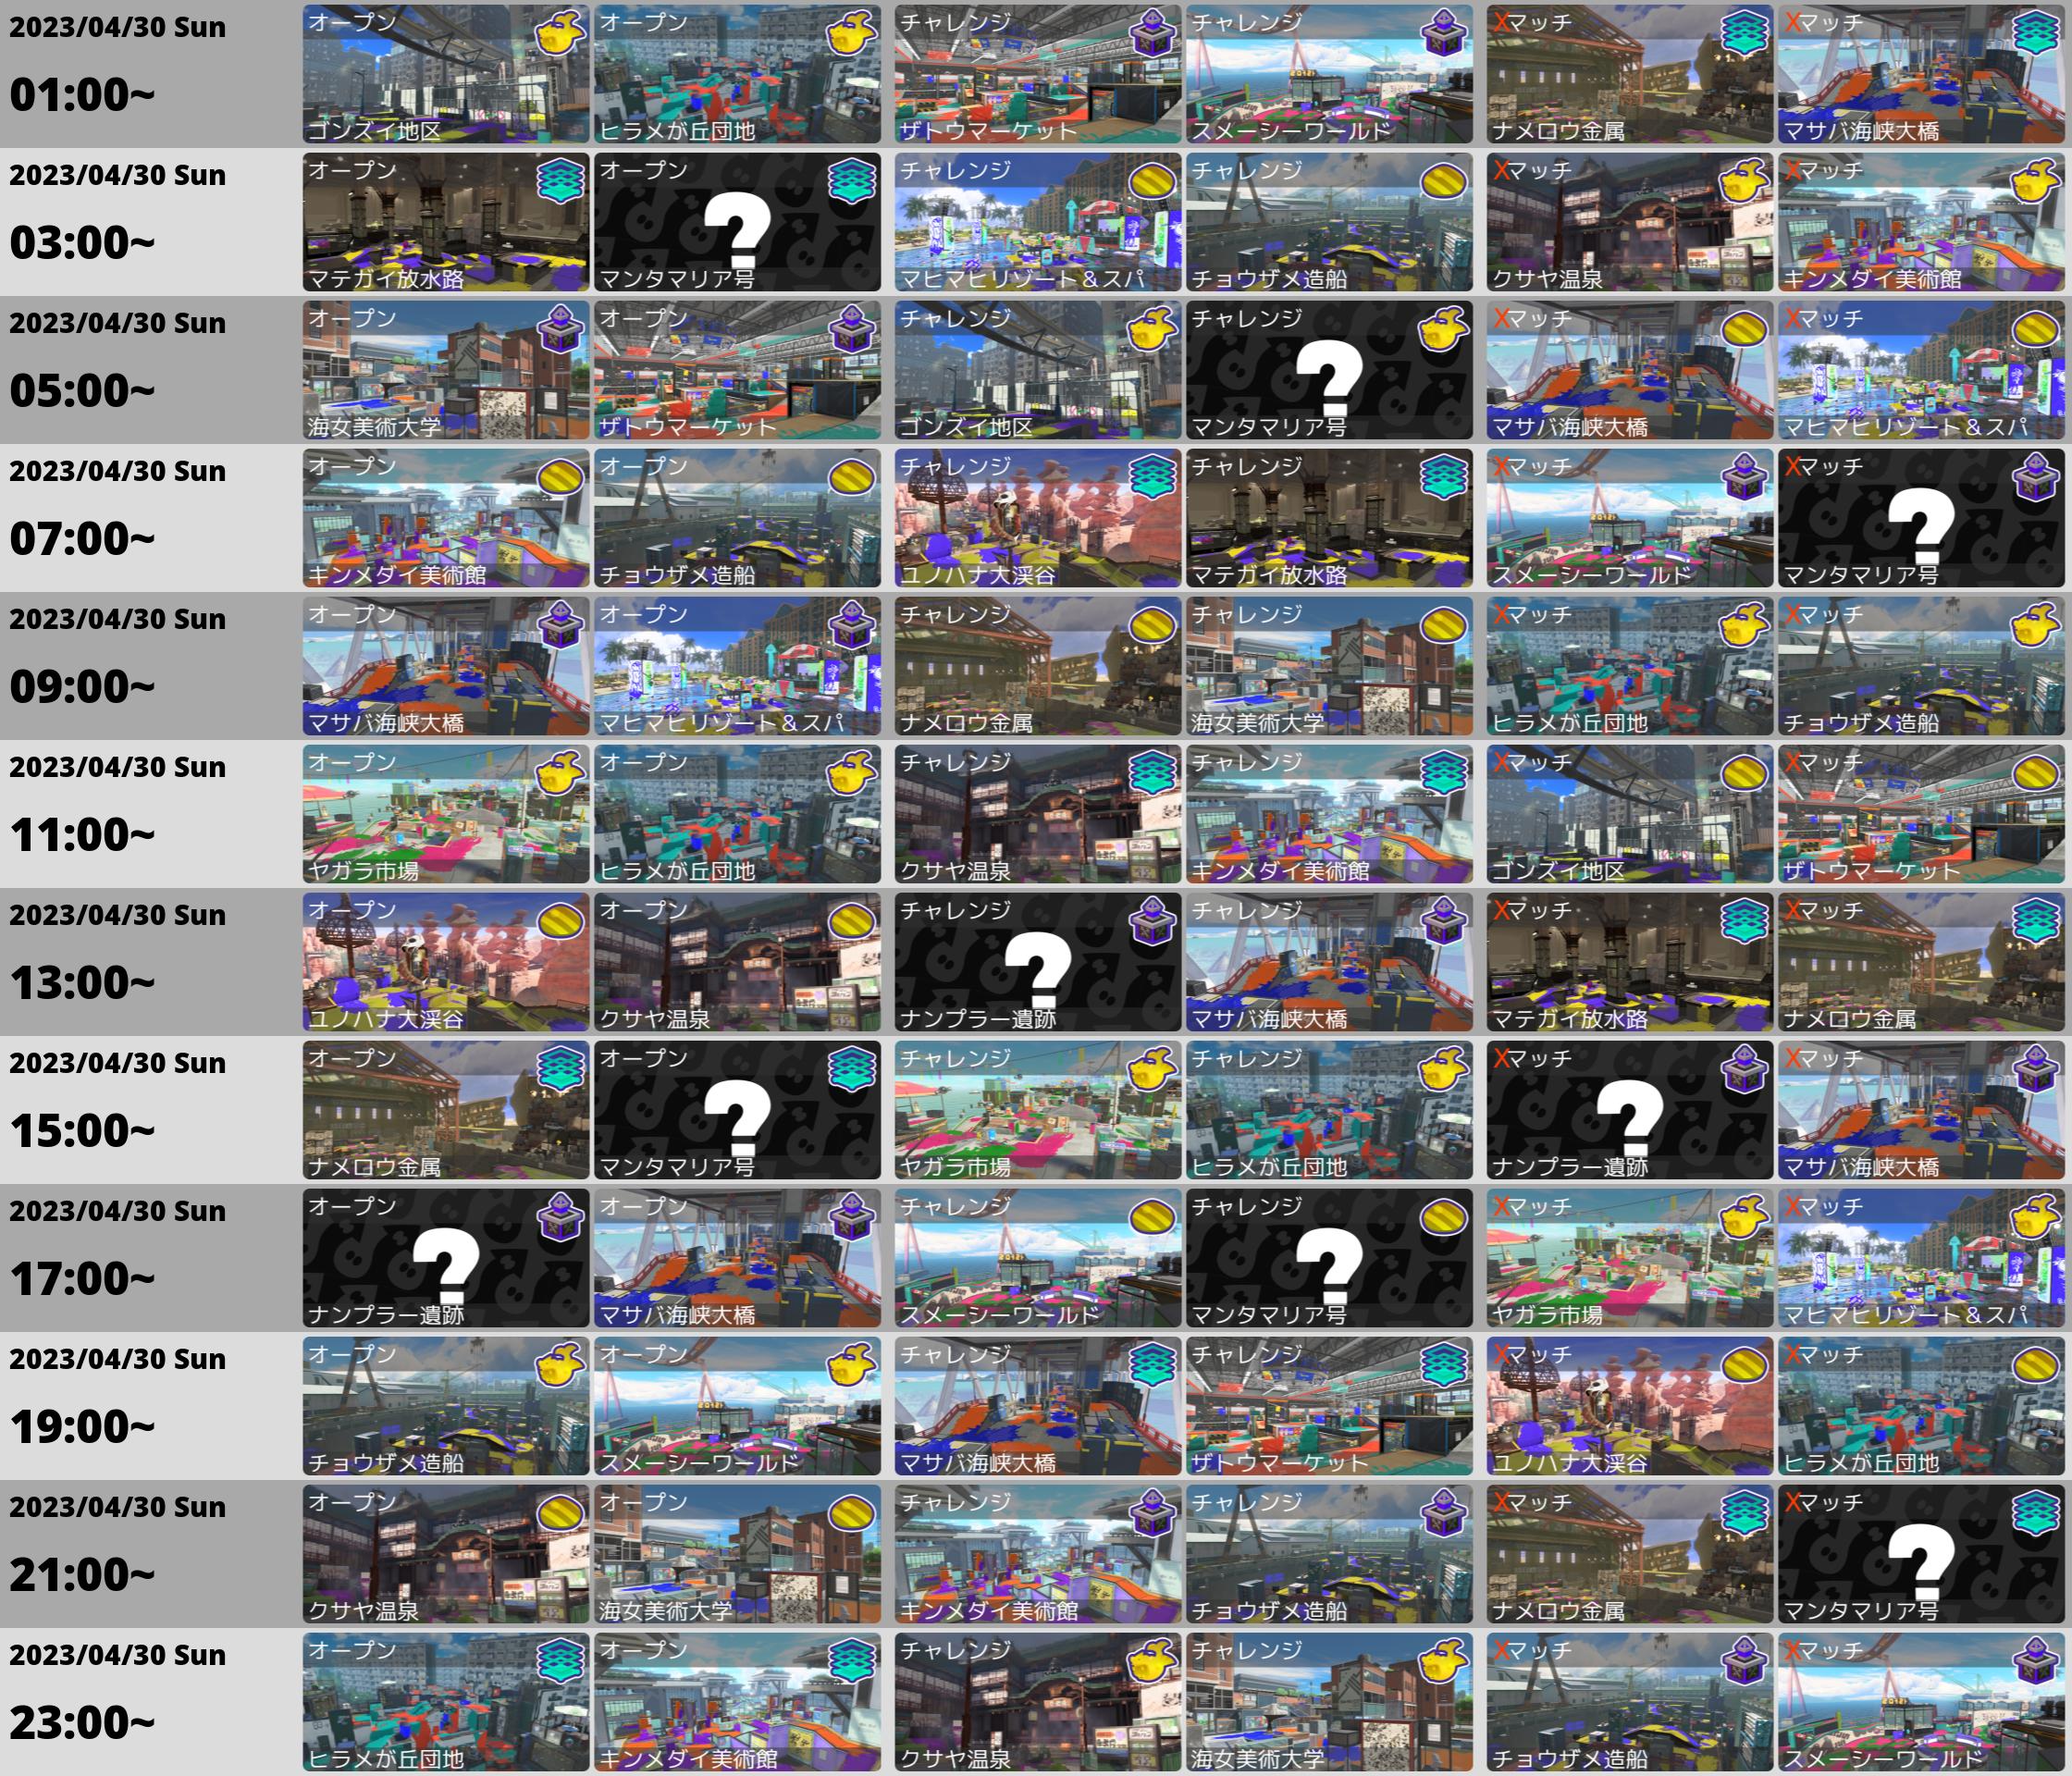 2023/04/30 Sun
01:00~
オープン
ゴンズイ地区
オープン
ヒラメが丘団地
チャレンジ
ザトウマーケット
チャレンジ
スメーシーワールド
Xマッチ
ナメロウ金属
Xマッチ
マサバ海峡大橋
2023/04/30 Sun
03:00~
オープン
マテガイ放水路
オープン
?
マンタマリア号
チャレンジ
マヒマヒリゾート&スパ
チャレンジ
チョウザメ造船
Xマッチ
クサヤ温泉
Xマッチ
キンメダイ美術館
2023/04/30 Sun
05:00~
オープン
海女美術大学
オープン
ザトウマーケット
チャレンジ
ゴンズイ地区
チャレンジ
?
マンタマリア号
Xマッチ
マサバ海峡大橋
Xマッチ
マヒマヒリゾート&スパ
2023/04/30 Sun
07:00~
オープン
キンメダイ美術館
オープン
チョウザメ造船
チャレンジ
ユノハナ大渓谷
チャレンジ
マテガイ放水路
Xマッチ
スメーシーワールド
Xマッチ
?
マンタマリア号
2023/04/30 Sun
09:00~
オープン
マサバ海峡大橋
オープン
マヒマヒリゾート&スパ
チャレンジ
ナメロウ金属
チャレンジ
海女美術大学
Xマッチ
ヒラメが丘団地
Xマッチ
チョウザメ造船
2023/04/30 Sun
11:00~
オープン
ヤガラ市場
オープン
ヒラメが丘団地
チャレンジ
クサヤ温泉
チャレンジ
キンメダイ美術館
Xマッチ
ゴンズイ地区
Xマッチ
ザトウマーケット
2023/04/30 Sun
13:00~
オープン
ユノハナ大渓谷
オープン
クサヤ温泉
チャレンジ
?
ナンプラー遺跡
チャレンジ
マサバ海峡大橋
Xマッチ
マテガイ放水路
Xマッチ
ナメロウ金属
2023/04/30 Sun
15:00~
オープン
ナメロウ金属
オープン
?
マンタマリア号
チャレンジ
ヤガラ市場
チャレンジ
ヒラメが丘団地
Xマッチ
?
ナンプラー遺跡
Xマッチ
マサバ海峡大橋
2023/04/30 Sun
17:00~
オープン
?
ナンプラー遺跡
オープン
マサバ海峡大橋
チャレンジ
スメーシーワールド
チャレンジ
?
マンタマリア号
Xマッチ
ヤガラ市場
Xマッチ
マヒマヒリゾート&スパ
2023/04/30 Sun
19:00~
オープン
チョウザメ造船
オープン
スメーシーワールド
チャレンジ
マサバ海峡大橋
チャレンジ
ザトウマーケット
Xマッチ
ユノハナ大渓谷
Xマッチ
ヒラメが丘団地
2023/04/30 Sun
21:00~
オープン
クサヤ温泉
オープン
海女美術大学
チャレンジ
キンメダイ美術館
チャレンジ
チョウザメ造船
Xマッチ
ナメロウ金属
Xマッチ
?
マンタマリア号
2023/04/30 Sun
23:00~
オープン
ヒラメが丘団地
オープン
キンメダイ美術館
チャレンジ
クサヤ温泉
チャレンジ
海女美術大学
Xマッチ
チョウザメ造船
Xマッチ
スメーシーワールド